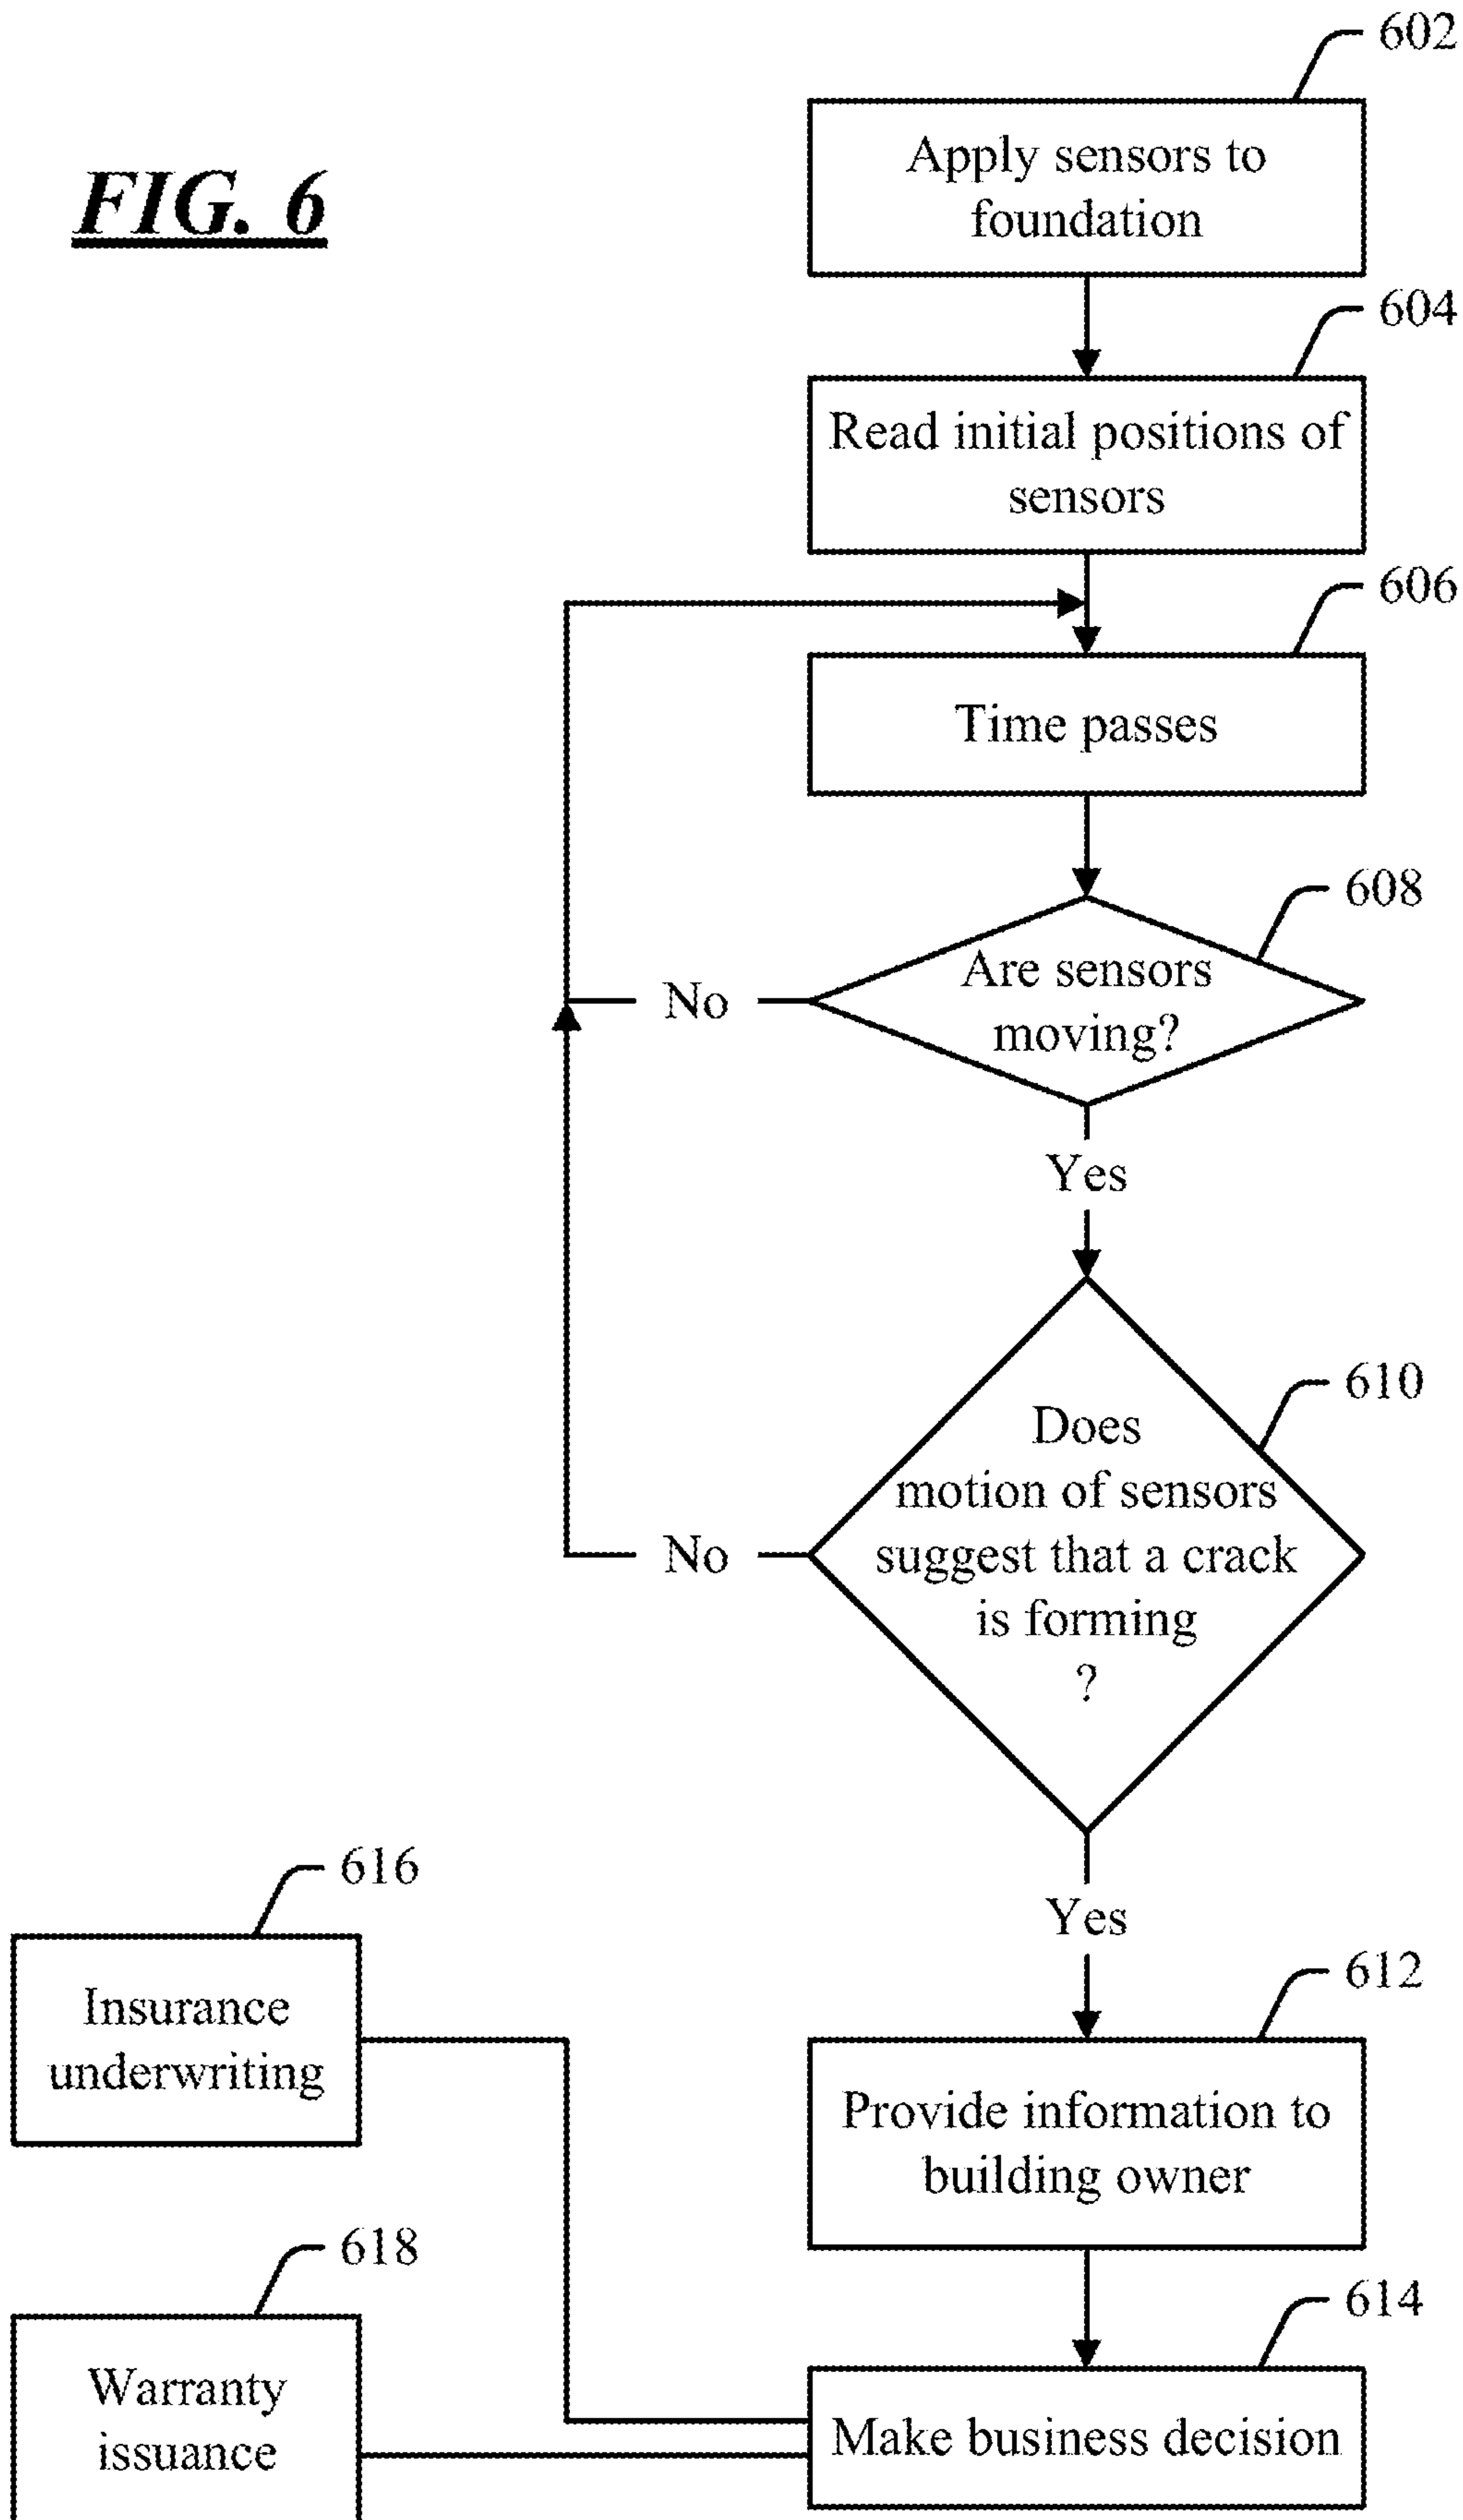 FIG. 6
602
Apply sensors to
foundation
604
Read initial positions of
sensors
606
Time passes
608
Are sensors
moving?
No
Yes
610
Does
motion of sensors
suggest that a crack
is forming
?
No
Yes
612
Provide information to
building owner
614
Make business decision
616
Insurance
underwriting
618
Warranty
issuance